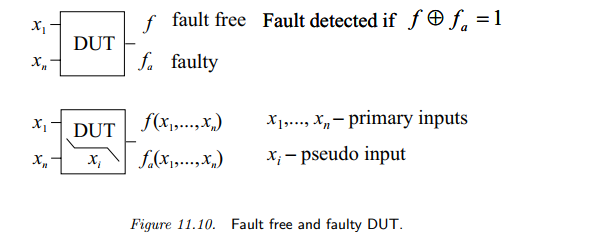 x₁ DUT f fault free Fault detected if f ⊕ fₐ = 1
xₙ fₐ faulty
x₁ DUT f(x₁,...,xₙ) x₁,..., xₙ – primary inputs
xₙ xᵢ fₐ(x₁,...,xₙ) xᵢ – pseudo input
Figure 11.10. Fault free and faulty DUT.